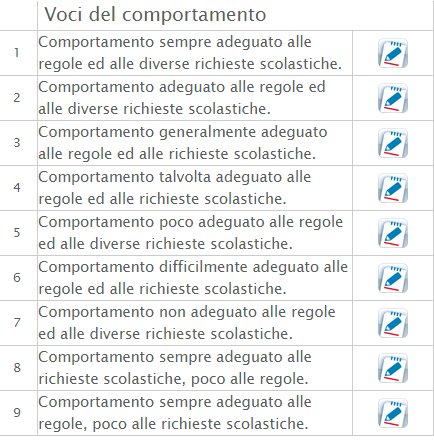 Voci del comportamento
1 Comportamento sempre adeguato alle
regole ed alle diverse richieste scolastiche.
2 Comportamento adeguato alle regole ed
alle diverse richieste scolastiche.
3 Comportamento generalmente adeguato
alle regole ed alle richieste scolastiche.
4 Comportamento talvolta adeguato alle
regole ed alle richieste scolastiche.
5 Comportamento poco adeguato alle regole
ed alle diverse richieste scolastiche.
6 Comportamento difficilmente adeguato alle
regole ed alle richieste scolastiche.
7 Comportamento non adeguato alle regole
ed alle diverse richieste scolastiche.
8 Comportamento sempre adeguato alle
richieste scolastiche, poco alle regole.
9 Comportamento sempre adeguato alle
regole, poco alle richieste scolastiche.